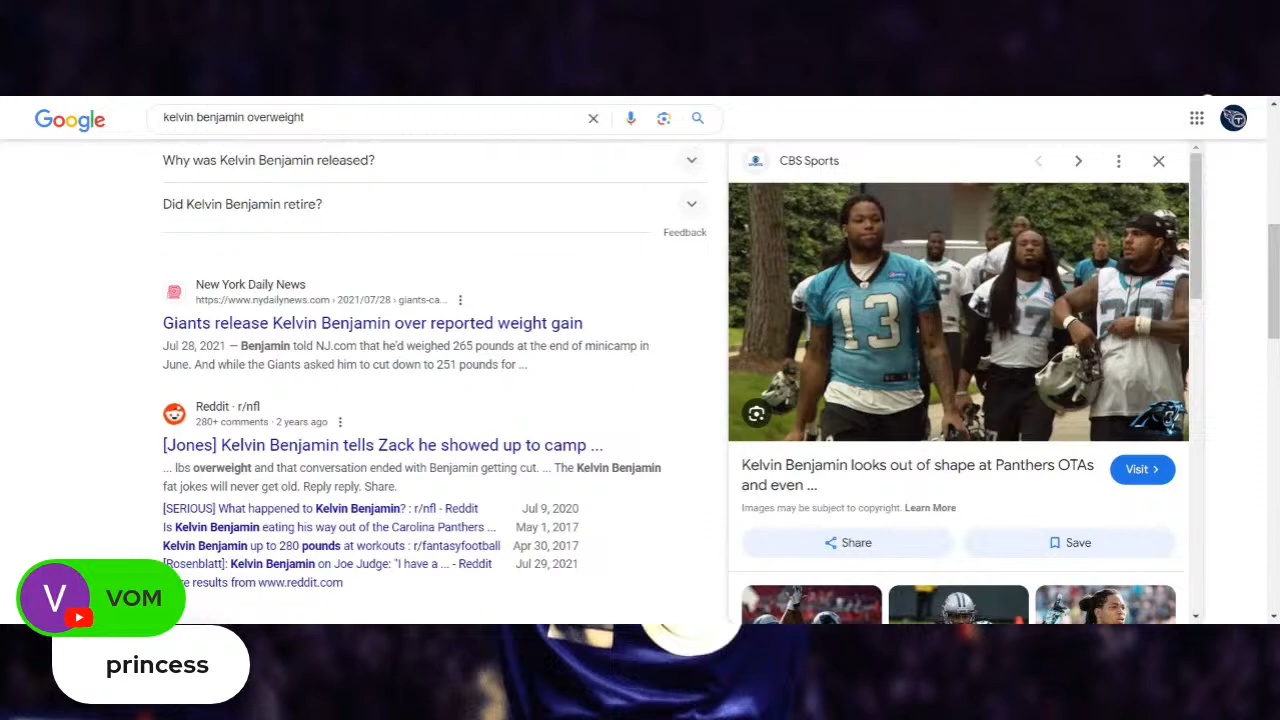 Google
kelvin benjamin overweight
Why was Kelvin Benjamin released?
Did Kelvin Benjamin retire?
Feedback
New York Daily News
https://www.nydailynews.com › 2021/07/28 › giants-ca...
Giants release Kelvin Benjamin over reported weight gain
Jul 28, 2021 — Benjamin told NJ.com that he'd weighed 265 pounds at the end of minicamp in
June. And while the Giants asked him to cut down to 251 pounds for ...
Reddit · r/nfl
280+ comments · 2 years ago
[Jones] Kelvin Benjamin tells Zack he showed up to camp ...
... lbs overweight and that conversation ended with Benjamin getting cut. ... The Kelvin Benjamin
fat jokes will never get old. Reply reply. Share.
[SERIOUS] What happened to Kelvin Benjamin? : r/nfl - Reddit Jul 9, 2020
Is Kelvin Benjamin eating his way out of the Carolina Panthers ... May 1, 2017
Kelvin Benjamin up to 280 pounds at workouts : r/fantasyfootball Apr 30, 2017
[Rosenblatt]: Kelvin Benjamin on Joe Judge: "I have a ... - Reddit Jul 29, 2021
results from www.reddit.com
CBS Sports
13
Kelvin Benjamin looks out of shape at Panthers OTAs
and even ...
Visit
Images may be subject to copyright. Learn More
Share
Save
V
VOM
princess